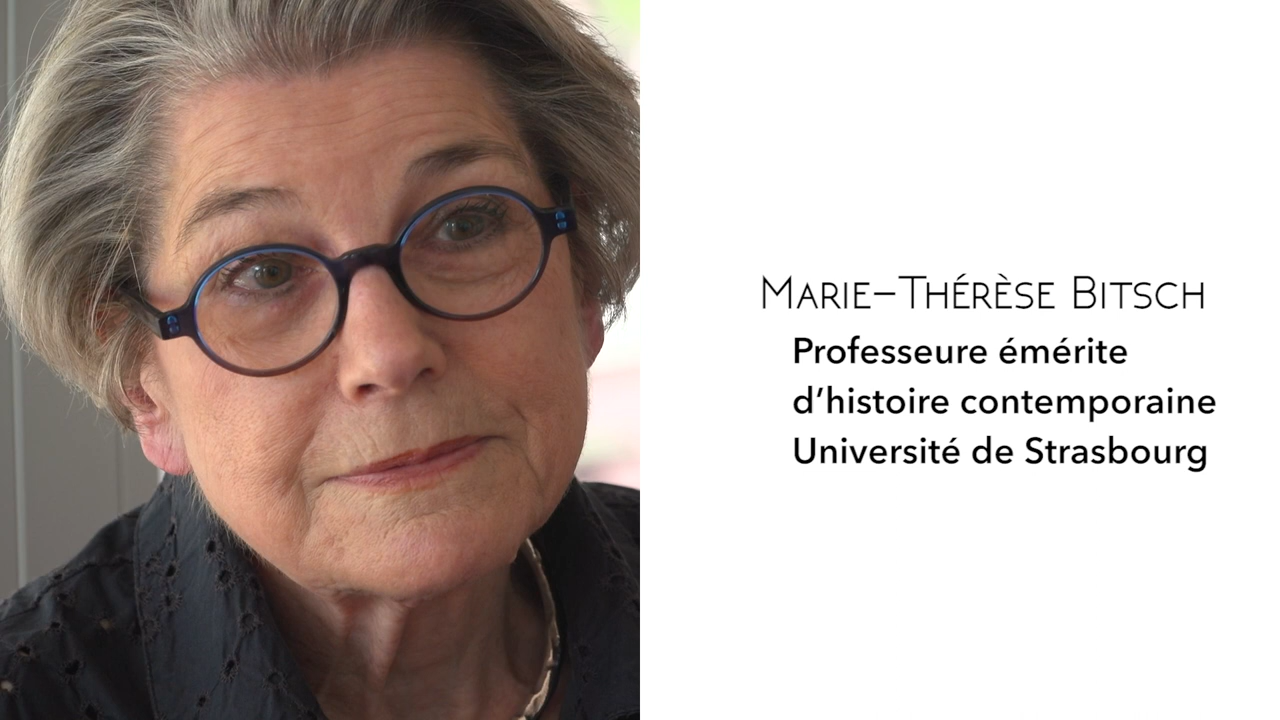 Marie-Thérèse Bitsch
Professeure émérite
d’histoire contemporaine
Université de Strasbourg